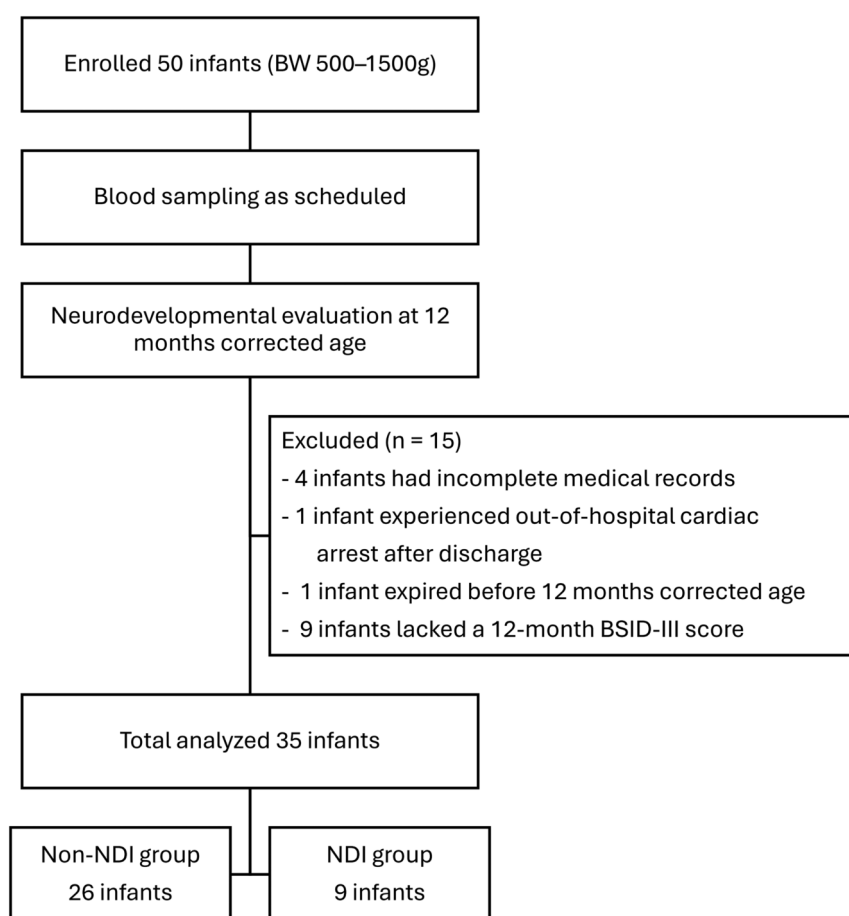 Enrolled 50 infants (BW 500–1500g)
Blood sampling as scheduled
Neurodevelopmental evaluation at 12
months corrected age
Excluded (n = 15)
- 4 infants had incomplete medical records
- 1 infant experienced out-of-hospital cardiac
arrest after discharge
- 1 infant expired before 12 months corrected age
- 9 infants lacked a 12-month BSID-III score
Total analyzed 35 infants
Non-NDI group
26 infants
NDI group
9 infants